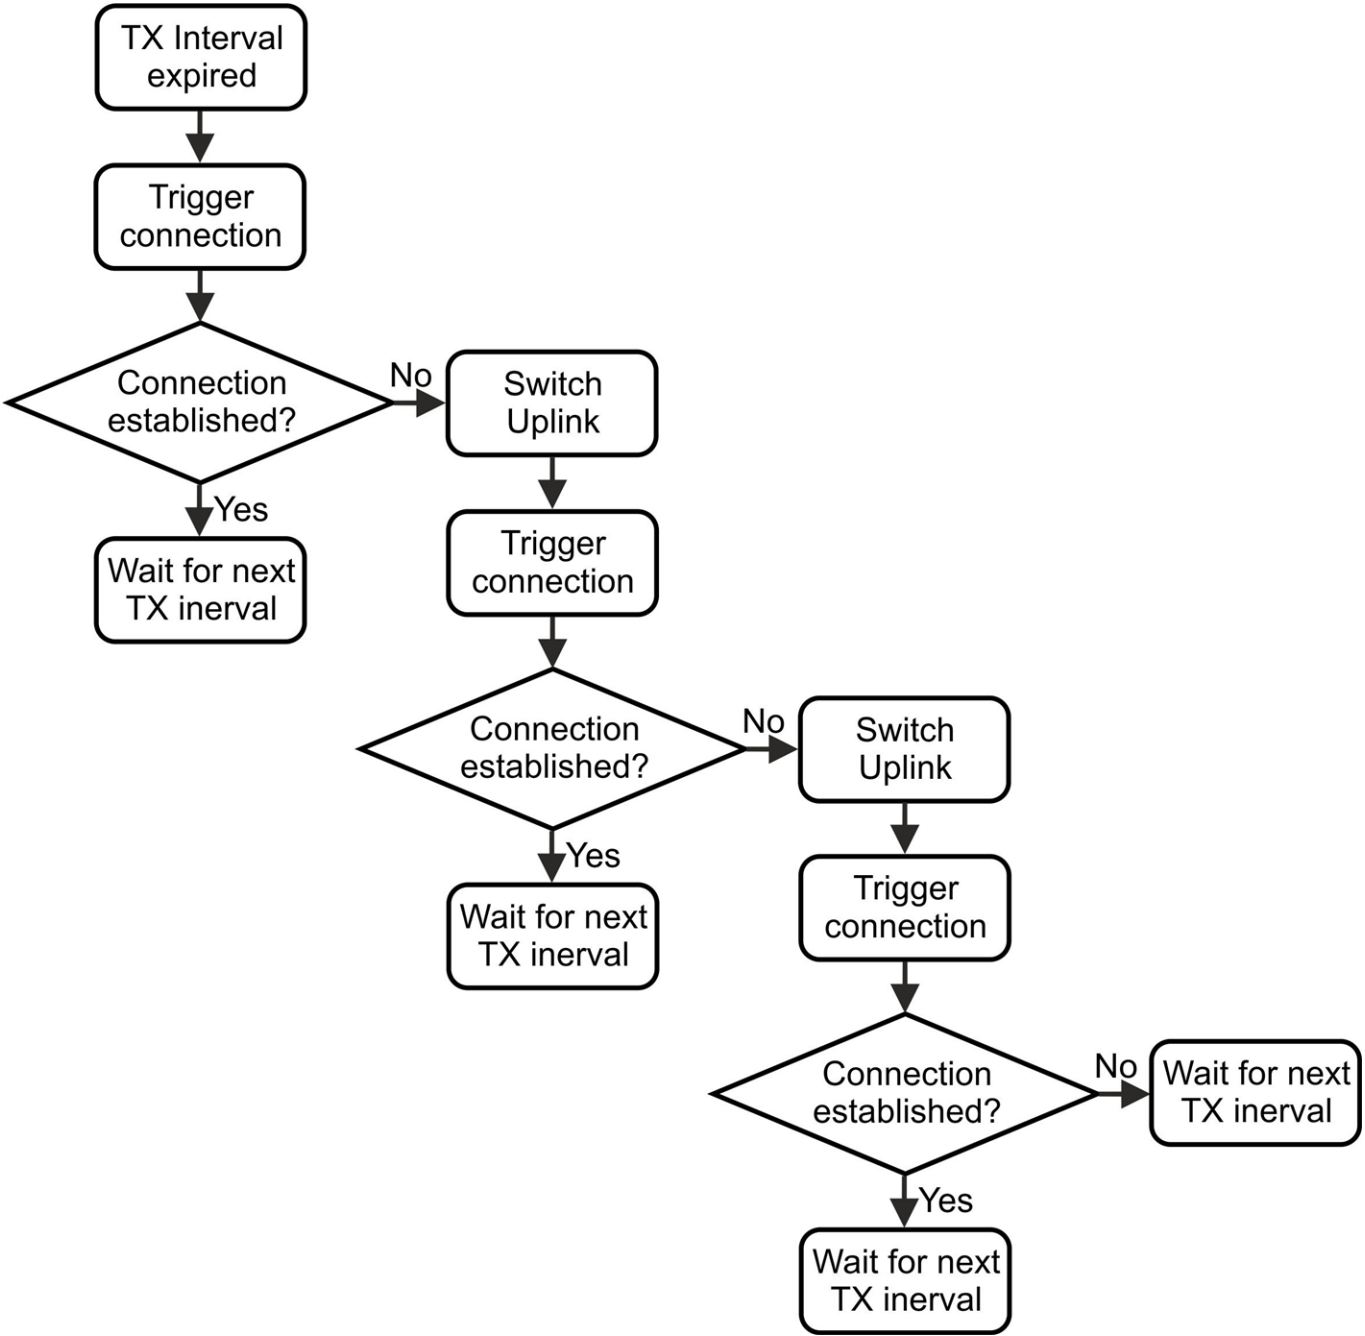 TX Interval
expired
Trigger
connection
Connection
established?
No
Switch
Uplink
Yes
Wait for next
TX inerval
Trigger
connection
Connection
established?
No
Switch
Uplink
Yes
Wait for next
TX inerval
Trigger
connection
Connection
established?
No
Wait for next
TX inerval
Yes
Wait for next
TX inerval